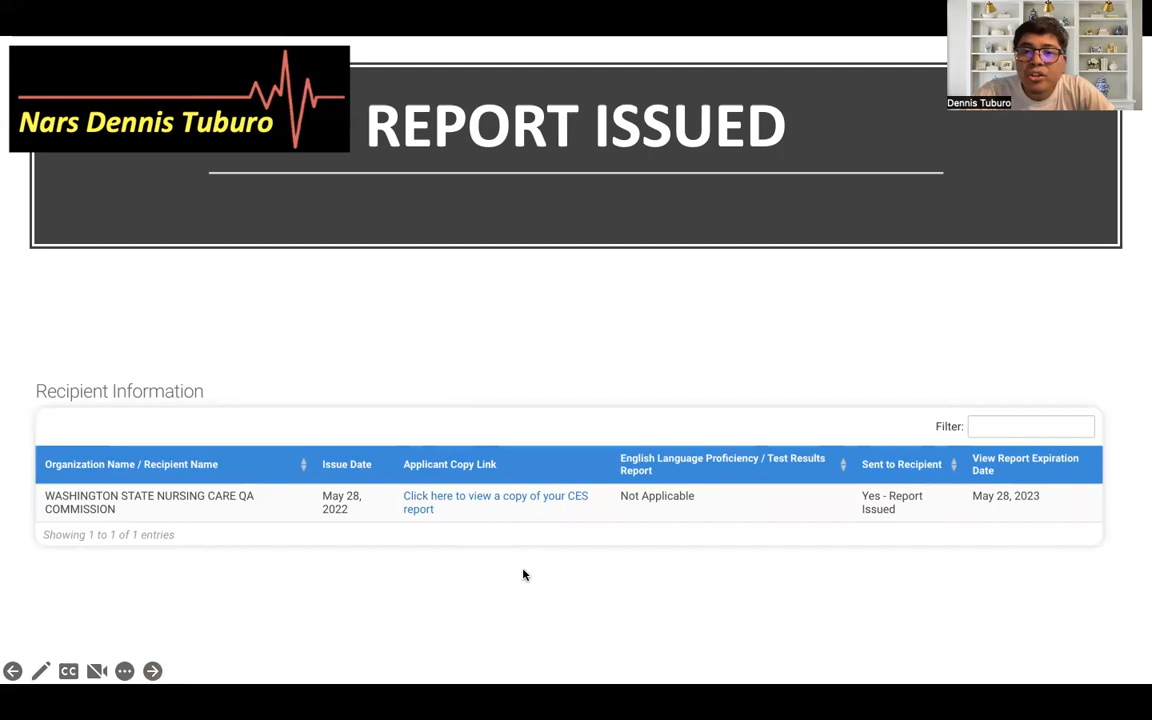 Nars Dennis Tuburo
REPORT ISSUED
Dennis Tuburo
Recipient Information
Filter:
Organization Name / Recipient Name
Issue Date
Applicant Copy Link
English Language Proficiency / Test Results
Report
Sent to Recipient
View Report Expiration
Date
WASHINGTON STATE NURSING CARE QA
COMMISSION
May 28,
2022
Click here to view a copy of your CES
report
Not Applicable
Yes - Report
Issued
May 28, 2023
Showing 1 to 1 of 1 entries
CC